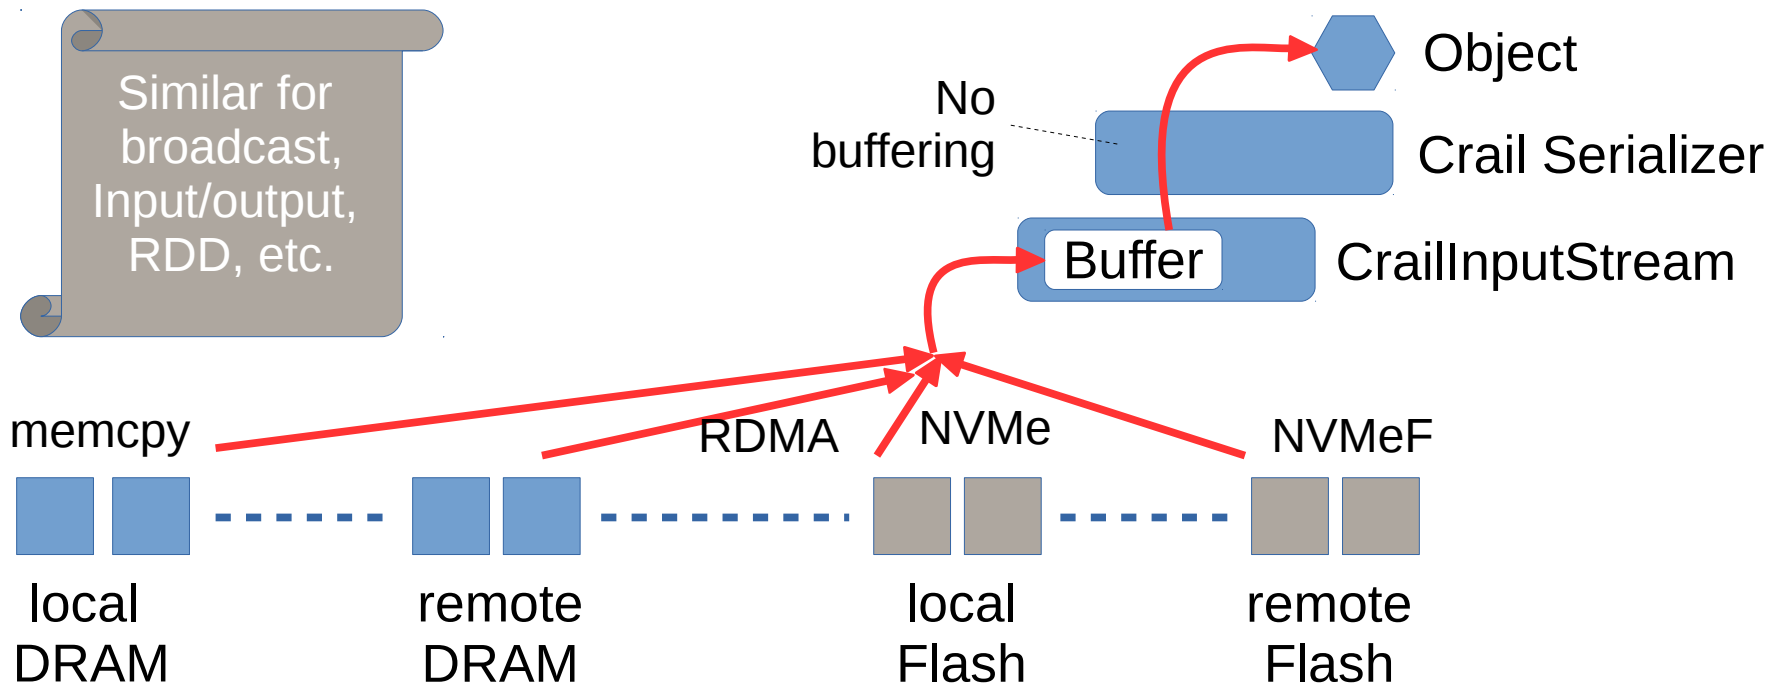 Similar for
broadcast,
Input/output,
RDD, etc.
Object
No
buffering
Crail Serializer
Buffer
CrailInputStream
memcpy
RDMA
NVMe
NVMeF
local
DRAM
remote
DRAM
local
Flash
remote
Flash